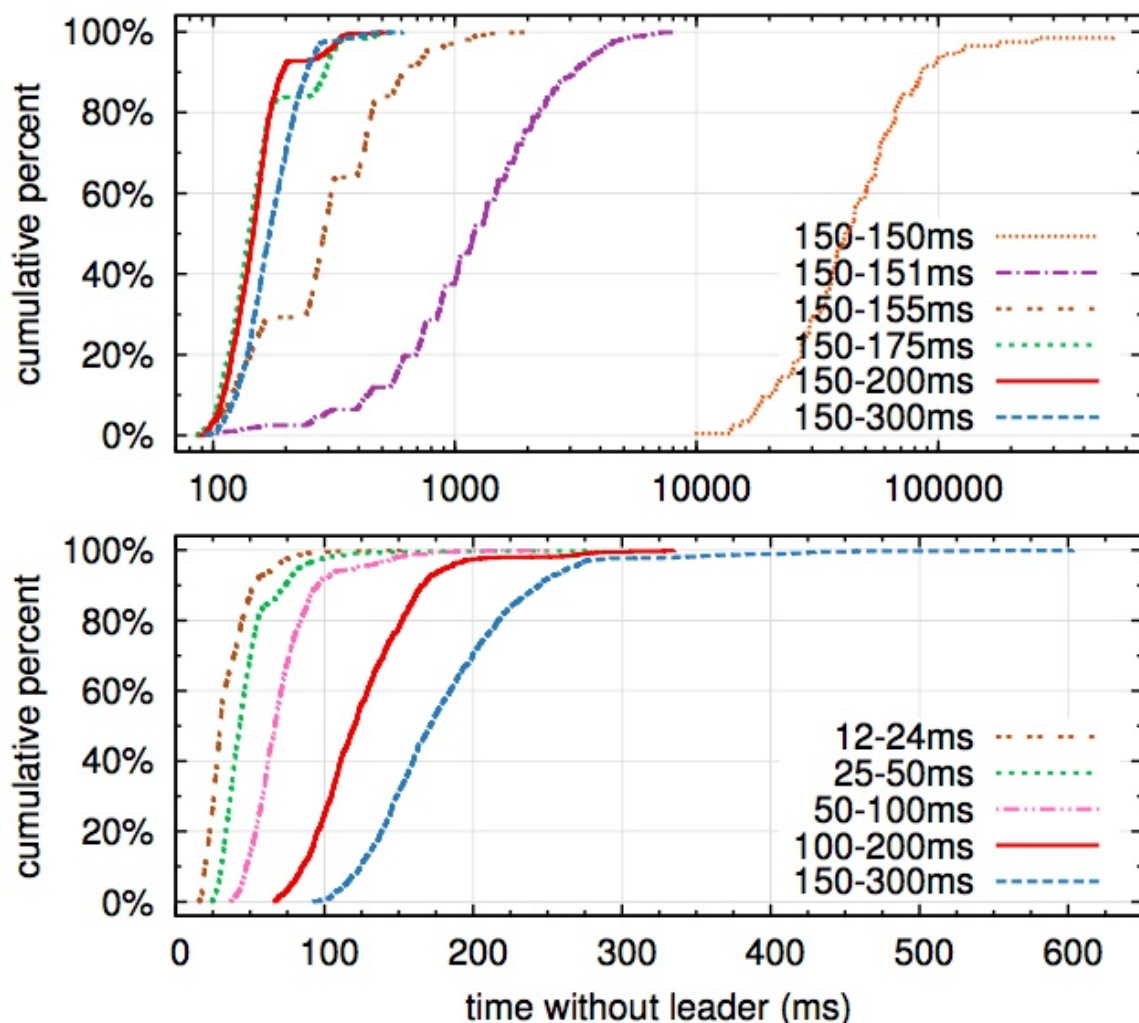 100%
80%
60%
40%
20%
0%
cumulative percent
150-150ms
150-151ms
150-155ms
150-175ms
150-200ms
150-300ms
100 1000 10000 100000
100%
80%
60%
40%
20%
0%
cumulative percent
12-24ms
25-50ms
50-100ms
100-200ms
150-300ms
0 100 200 300 400 500 600
time without leader (ms)